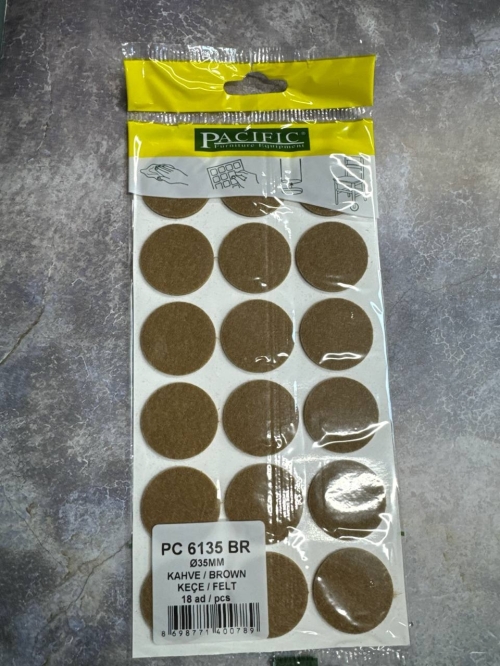 PACIFIC
Furniture Equipment
PC 6135 BR
Ø35MM
KAHVE / BROWN
KEÇE / FELT
18 ad / pcs
8 698771 400789